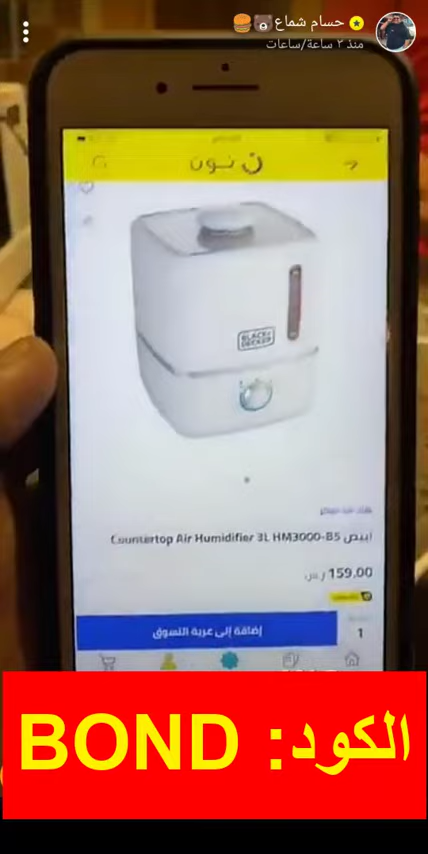 حسام شماع
منذ ٢ ساعة/ساعات
نون
BLACK+
DECKER
Countertop Air Humidifier 3L HM3000-B5 ابيض
159.00 ر.س
1
إضافة إلى عربة التسوق
الكود: BOND